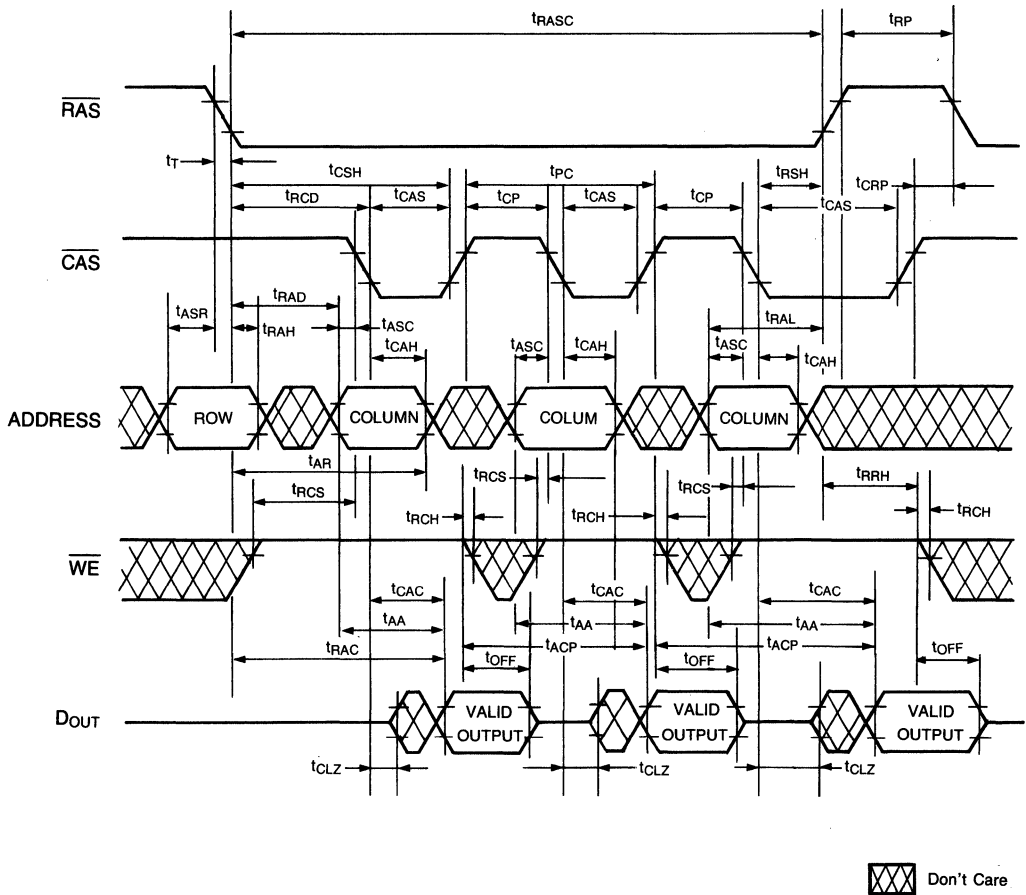 tRASC tRP
RAS
tT tCSH tPC tRSH tCRP
tRCD tCAS tCP tCAS tCP tCAS
CAS
tASR tRAD tRAL
tRAH tASC tCAH tASC tCAH tASC tCAH
ADDRESS ROW COLUMN COLUM COLUMN
tAR
tRCS tRCS tRCS tRRH
tRCH tRCH tRCH
WE
tCAC tCAC tCAC
tAA tAA tAA
tRAC tACP tACP
tOFF tOFF tOFF
DOUT VALID OUTPUT VALID OUTPUT VALID OUTPUT
tCLZ tCLZ tCLZ
Don't Care